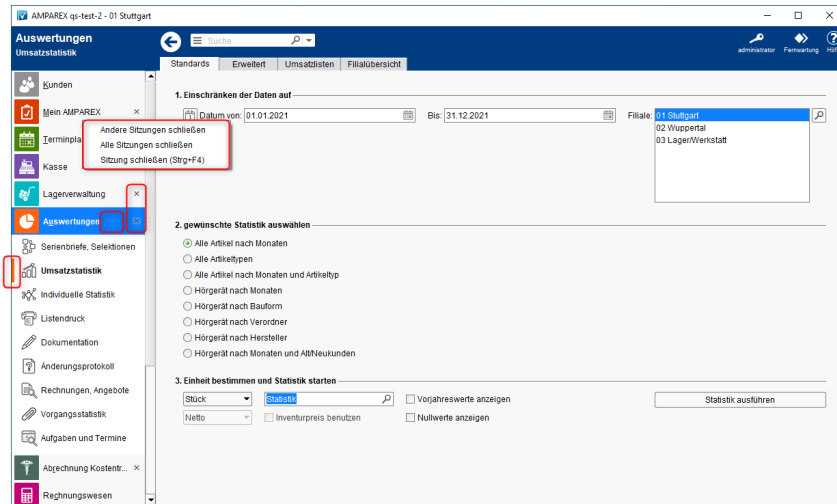 AMPAREX qs-test-2 - 01 Stuttgart
Auswertungen
Umsatzstatistik
Suche
administrator
Fernwartung
Hilf
Standards
Erweitert
Umsatzlisten
Filialübersicht
Kunden
Mein AMPAREX
Terminpla
Kasse
Lagerverwaltung
Auswertungen
Serienbriefe, Selektionen
Umsatzstatistik
Individuelle Statistik
Listendruck
Dokumentation
Änderungsprotokoll
Rechnungen, Angebote
Vorgangsstatistik
Aufgaben und Termine
Abrechnung Kostentr...
Rechnungswesen
Andere Sitzungen schließen
Alle Sitzungen schließen
Sitzung schließen (Strg+F4)
1. Einschränken der Daten auf
Datum von: 01.01.2021
Bis: 31.12.2021
Filiale: 01 Stuttgart
02 Wuppertal
03 Lager/Werkstatt
2. gewünschte Statistik auswählen
Alle Artikel nach Monaten
Alle Artikeltypen
Alle Artikel nach Monaten und Artikeltyp
Hörgerät nach Monaten
Hörgerät nach Bauform
Hörgerät nach Verordner
Hörgerät nach Hersteller
Hörgerät nach Monaten und Alt/Neukunden
3. Einheit bestimmen und Statistik starten
Stück
Statistik
Vorjahreswerte anzeigen
Statistik ausführen
Netto
Inventurpreis benutzen
Nullwerte anzeigen